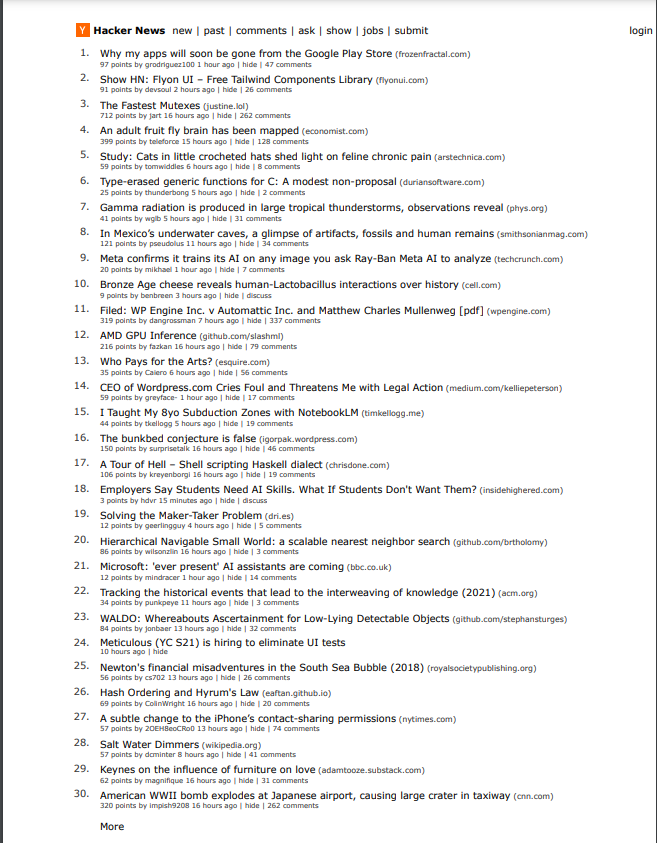 Y Hacker News new | past | comments | ask | show | jobs | submit login
1. Why my apps will soon be gone from the Google Play Store (frozenfractal.com)
97 points by grodriguez100 1 hour ago | hide | 47 comments
2. Show HN: Flyon UI – Free Tailwind Components Library (flyonui.com)
91 points by devsoul 2 hours ago | hide | 26 comments
3. The Fastest Mutexes (justine.lol)
712 points by jart 16 hours ago | hide | 262 comments
4. An adult fruit fly brain has been mapped (economist.com)
399 points by teleforce 15 hours ago | hide | 128 comments
5. Study: Cats in little crocheted hats shed light on feline chronic pain (arstechnica.com)
59 points by tomwiddles 6 hours ago | hide | 8 comments
6. Type-erased generic functions for C: A modest non-proposal (duriansoftware.com)
25 points by thunderbong 5 hours ago | hide | 2 comments
7. Gamma radiation is produced in large tropical thunderstorms, observations reveal (phys.org)
41 points by wglb 5 hours ago | hide | 31 comments
8. In Mexico’s underwater caves, a glimpse of artifacts, fossils and human remains (smithsonianmag.com)
121 points by pseudolus 11 hours ago | hide | 34 comments
9. Meta confirms it trains its AI on any image you ask Ray-Ban Meta AI to analyze (techcrunch.com)
20 points by mikhael 1 hour ago | hide | 7 comments
10. Bronze Age cheese reveals human-Lactobacillus interactions over history (cell.com)
9 points by benbreen 3 hours ago | hide | discuss
11. Filed: WP Engine Inc. v Automattic Inc. and Matthew Charles Mullenweg [pdf] (wpengine.com)
319 points by dangrossman 7 hours ago | hide | 337 comments
12. AMD GPU Inference (github.com/slashml)
216 points by fazkan 16 hours ago | hide | 79 comments
13. Who Pays for the Arts? (esquire.com)
35 points by Caiero 6 hours ago | hide | 56 comments
14. CEO of Wordpress.com Cries Foul and Threatens Me with Legal Action (medium.com/kelliepeterson)
59 points by greyface- 1 hour ago | hide | 17 comments
15. I Taught My 8yo Subduction Zones with NotebookLM (timkellogg.me)
44 points by tkellogg 5 hours ago | hide | 19 comments
16. The bunkbed conjecture is false (igorpak.wordpress.com)
150 points by surprisetalk 16 hours ago | hide | 46 comments
17. A Tour of Hell – Shell scripting Haskell dialect (chrisdone.com)
106 points by kreyenborgi 16 hours ago | hide | 19 comments
18. Employers Say Students Need AI Skills. What If Students Don't Want Them? (insidehighered.com)
3 points by hdvr 15 minutes ago | hide | discuss
19. Solving the Maker-Taker Problem (dri.es)
12 points by geerlingguy 4 hours ago | hide | 5 comments
20. Hierarchical Navigable Small World: a scalable nearest neighbor search (github.com/brtholomy)
86 points by wilsonzlin 16 hours ago | hide | 3 comments
21. Microsoft: 'ever present' AI assistants are coming (bbc.co.uk)
12 points by mindracer 1 hour ago | hide | 14 comments
22. Tracking the historical events that lead to the interweaving of knowledge (2021) (acm.org)
34 points by punkpeye 11 hours ago | hide | 3 comments
23. WALDO: Whereabouts Ascertainment for Low-Lying Detectable Objects (github.com/stephansturges)
84 points by jonbaer 13 hours ago | hide | 32 comments
24. Meticulous (YC S21) is hiring to eliminate UI tests
10 hours ago | hide
25. Newton's financial misadventures in the South Sea Bubble (2018) (royalsocietypublishing.org)
56 points by cs702 13 hours ago | hide | 26 comments
26. Hash Ordering and Hyrum's Law (eaftan.github.io)
69 points by ColinWright 16 hours ago | hide | 20 comments
27. A subtle change to the iPhone’s contact-sharing permissions (nytimes.com)
57 points by 2OEH8eoCRo0 13 hours ago | hide | 74 comments
28. Salt Water Dimmers (wikipedia.org)
57 points by dcminter 8 hours ago | hide | 41 comments
29. Keynes on the influence of furniture on love (adamtooze.substack.com)
62 points by magnifique 16 hours ago | hide | 31 comments
30. American WWII bomb explodes at Japanese airport, causing large crater in taxiway (cnn.com)
320 points by impish9208 16 hours ago | hide | 262 comments
More